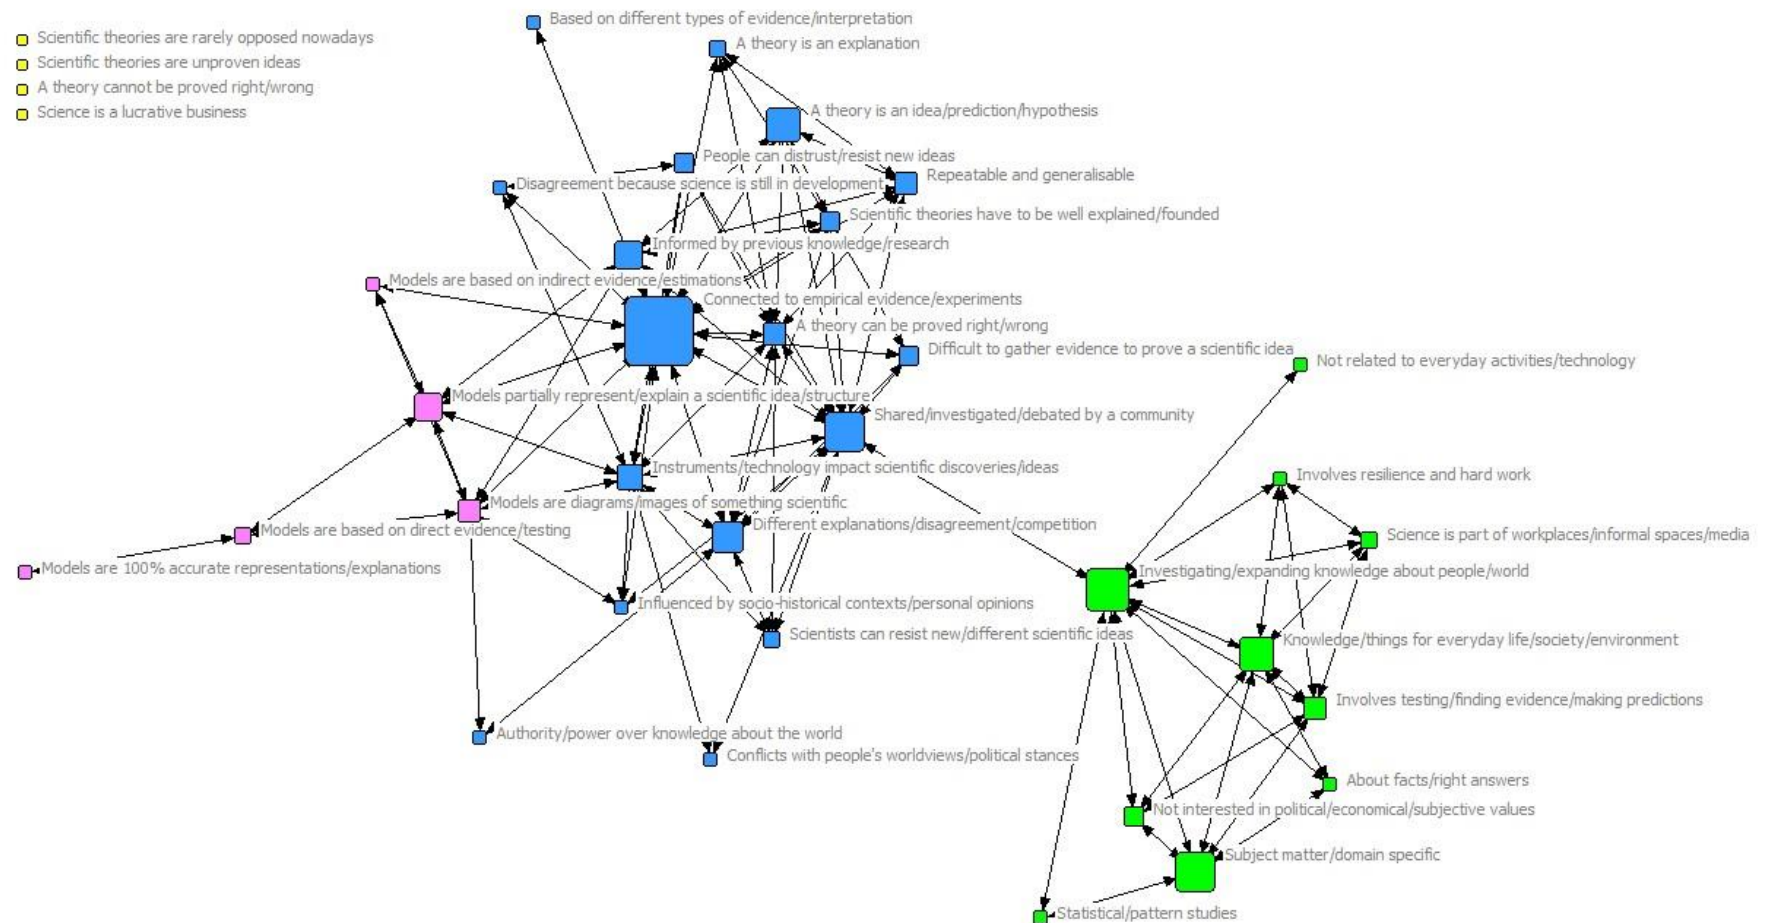 Based on different types of evidence/interpretation
Scientific theories are rarely opposed nowadays
A theory is an explanation
Scientific theories are unproven ideas
A theory cannot be proved right/wrong
Science is a lucrative business
A theory is an idea/prediction/hypothesis
People can distrust/resist new ideas
Repeatable and generalisable
Disagreement because science is still in development
Scientific theories have to be well explained/founded
Informed by previous knowledge/research
Models are based on indirect evidence/estimations
Connected to empirical evidence/experiments
A theory can be proved right/wrong
Difficult to gather evidence to prove a scientific idea
Not related to everyday activities/technology
Models partially represent/explain a scientific idea/structure
Shared/investigated/debated by a community
Instruments/technology impact scientific discoveries/ideas
Involves resilience and hard work
Models are diagrams/images of something scientific
Different explanations/disagreement/competition
Models are based on direct evidence/testing
Science is part of workplaces/informal spaces/media
Models are 100% accurate representations/explanations
Investigating/expanding knowledge about people/world
Influenced by socio-historical contexts/personal opinions
Scientists can resist new/different scientific ideas
Knowledge/things for everyday life/society/environment
Involves testing/finding evidence/making predictions
Authority/power over knowledge about the world
Conflicts with people's worldviews/political stances
About facts/right answers
Not interested in political/economical/subjective values
Subject matter/domain specific
Statistical/pattern studies